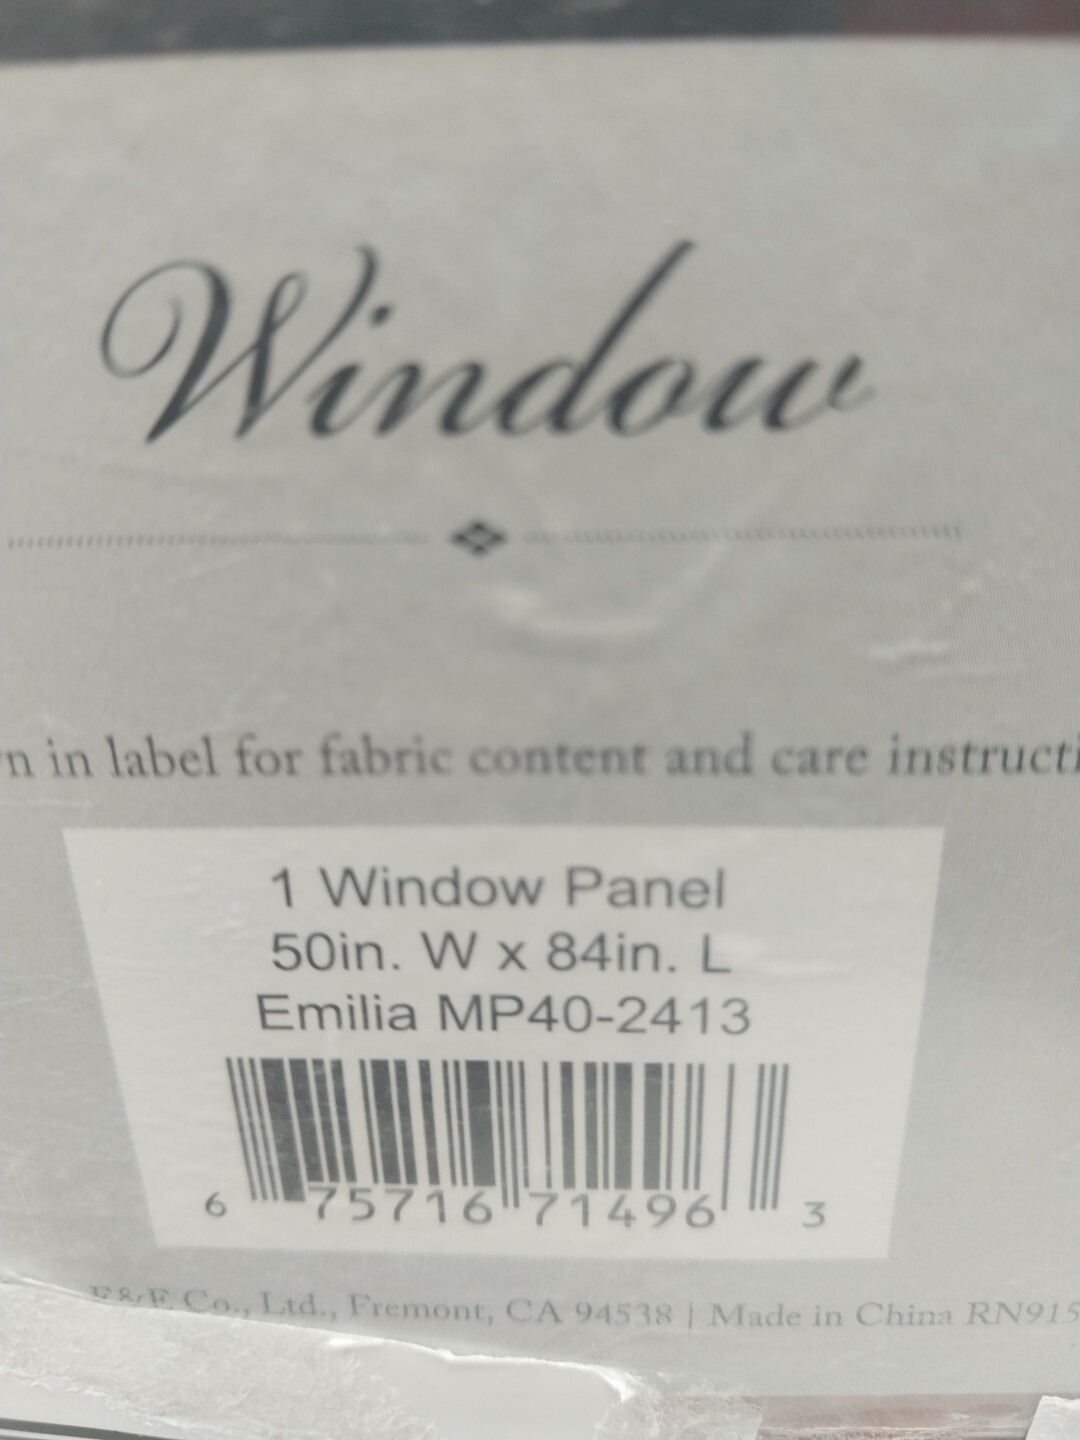 Window
n in label for fabric content and care instructi
1 Window Panel
50in. W x 84in. L
Emilia MP40-2413
6 75716 71496 3
E&E Co., Ltd., Fremont, CA 94538 | Made in China RN915